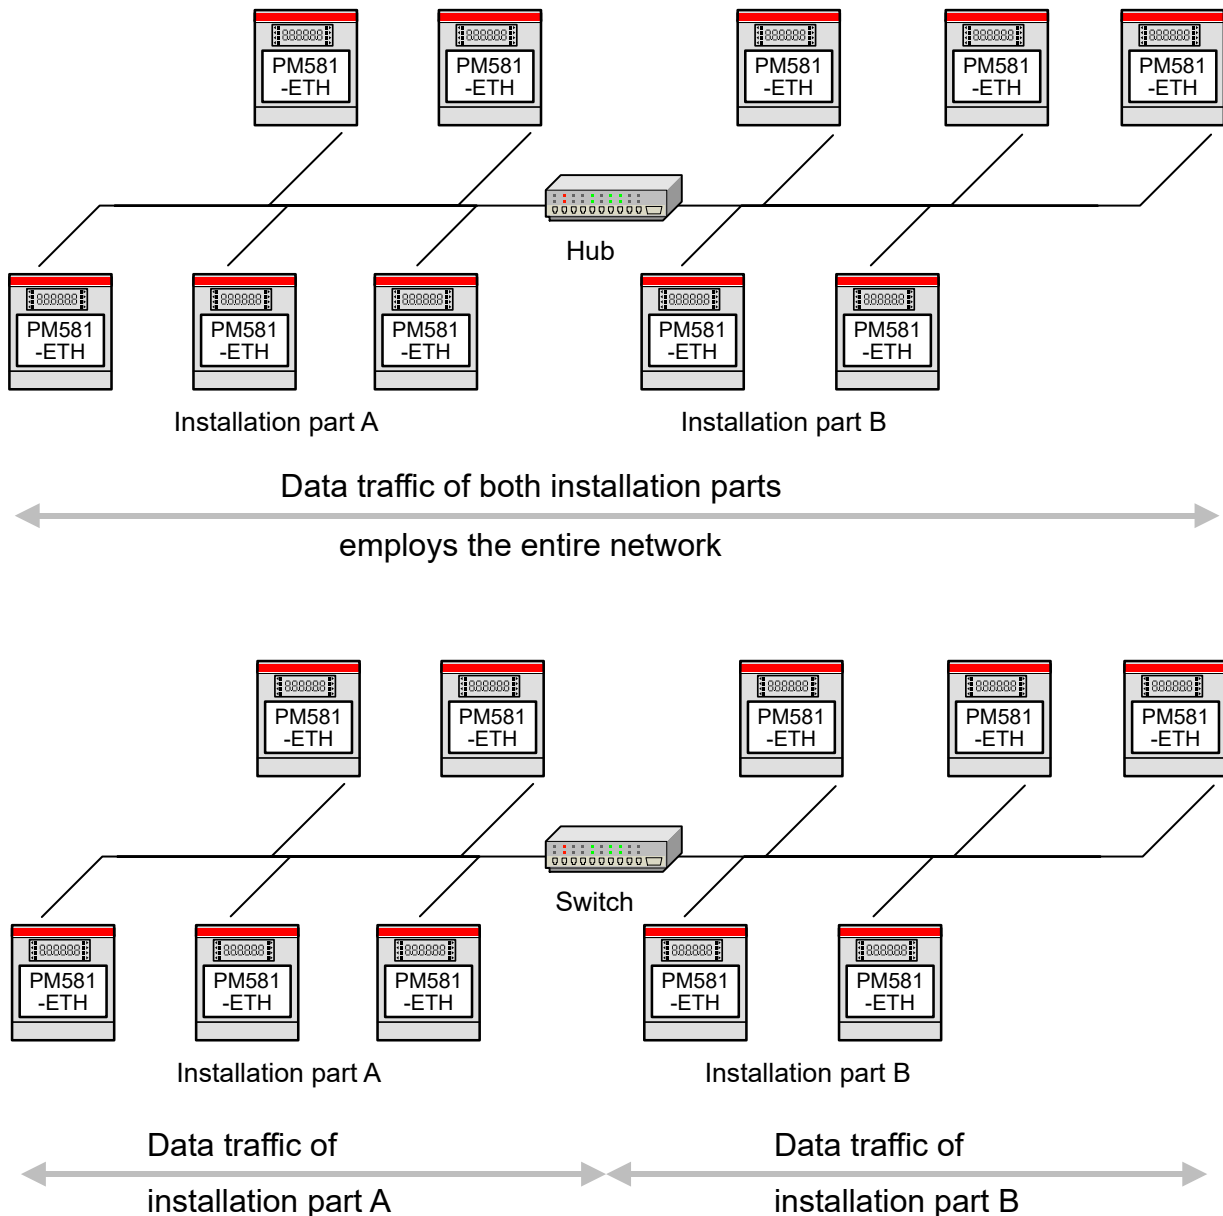 PM581
-ETH
PM581
-ETH
PM581
-ETH
PM581
-ETH
PM581
-ETH
Hub
PM581
-ETH
PM581
-ETH
PM581
-ETH
PM581
-ETH
PM581
-ETH
Installation part A
Installation part B
Data traffic of both installation parts
employs the entire network
PM581
-ETH
PM581
-ETH
PM581
-ETH
PM581
-ETH
PM581
-ETH
Switch
PM581
-ETH
PM581
-ETH
PM581
-ETH
PM581
-ETH
PM581
-ETH
Installation part A
Installation part B
Data traffic of
installation part A
Data traffic of
installation part B